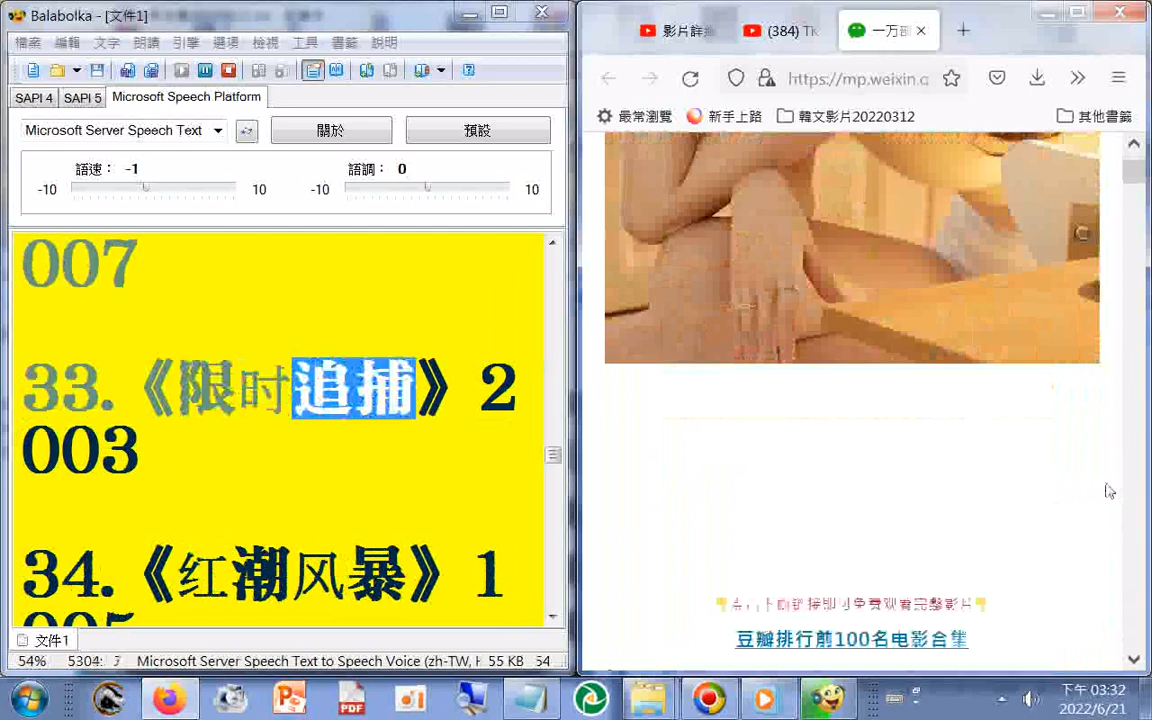 Balabolka - [文件1]
檔案 編輯 文字 朗讀 引擎 選項 檢視 工具 書籤 說明
SAPI 4 SAPI 5 Microsoft Speech Platform
Microsoft Server Speech Text 關於 預設
語速： -1 語調： 0
-10 10 -10 10
007
33.《限时追捕》2
003
34.《红潮风暴》1
文件1
54% Microsoft Server Speech Text to Speech Voice (zh-TW, H 55 KB 54
影片詳
(384) Tk
一万部
https://mp.weixin.q
最常瀏覽 新手上路 韓文影片20220312 其他書籤
豆瓣排行前100名电影合集
PDF
下午 03:32
2022/6/21